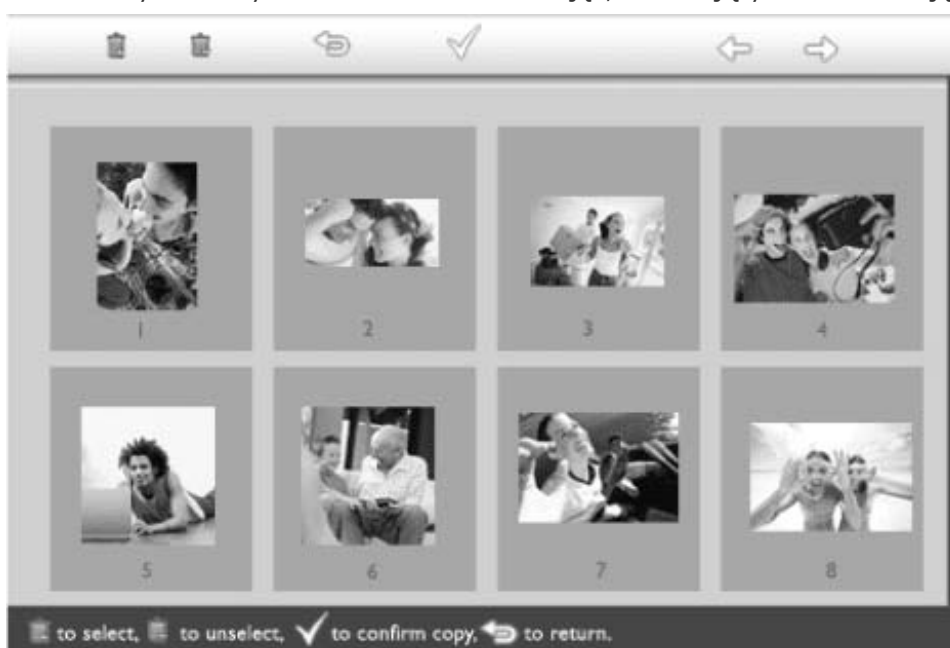 1 2 3 4
5 6 7 8
to select, to unselect, to confirm copy, to return.